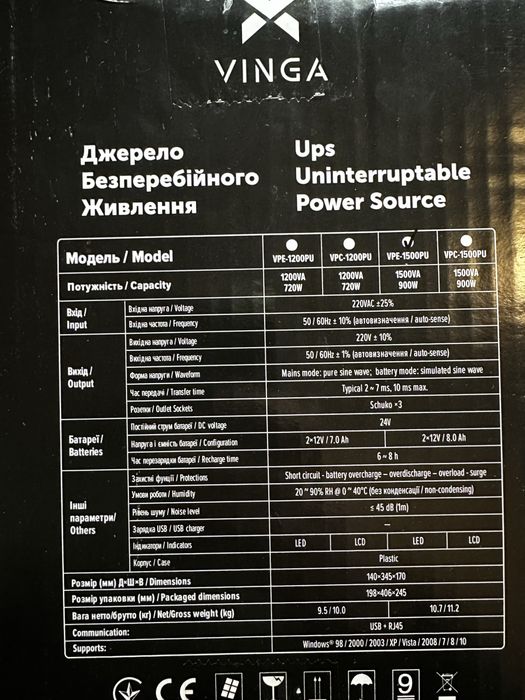 VINGA
Джерело
Безперебійного
Живлення
Ups
Uninterruptable
Power Source
Модель / Model VPE-1200PU VPC-1200PU VPE-1500PU VPC-1500PU
Потужність / Capacity 1200VA 720W 1200VA 720W 1500VA 900W 1500VA 900W
Вхід / Input
Вхідна напруга / Voltage 220VAC ±25%
Вхідна частота / Frequency 50 / 60Hz ± 10% (автовизначення / auto-sense)
Вихід / Output
Вихідна напруга / Voltage 220V ± 10%
Вихідна частота / Frequency 50 / 60Hz ± 1% (автовизначення / auto-sense)
Форма напруги / Waveform Mains mode: pure sine wave; battery mode: simulated sine wave
Час передачі / Transfer time Typical 2 ~ 7 ms, 10 ms max.
Розетки / Outlet Sockets Schuko ×3
Батареї / Batteries
Постійний струм батареї / DC voltage 24V
Напруга і ємність батареї / Configuration 2×12V / 7.0 Ah 2×12V / 8.0 Ah
Час перезарядки батареї / Recharge time 6 ~ 8 h
Інші параметри/ Others
Захисні функції / Protections Short circuit - battery overcharge – overdischarge – overload - surge
Умови роботи / Humidity 20 ~ 90% RH @ 0 ~ 40°C (без конденсації / non-condensing)
Рівень шуму / Noise level ≤ 45 dB (1m)
Зарядка USB / USB charger —
Індикатори / Indicators LED LCD LED LCD
Корпус / Case Plastic
Розмір (мм) Д×Ш×В / Dimensions 140×345×170
Розмір упаковки (мм) / Packaged dimensions 198×406×245
Вага нетто/брутто (кг) / Net/Gross weight (kg) 9.5/10.0 10.7/11.2
Communication: USB + RJ45
Supports: Windows® 98 / 2000 / 2003 / XP / Vista / 2008 / 7 / 8 / 10
CE
9